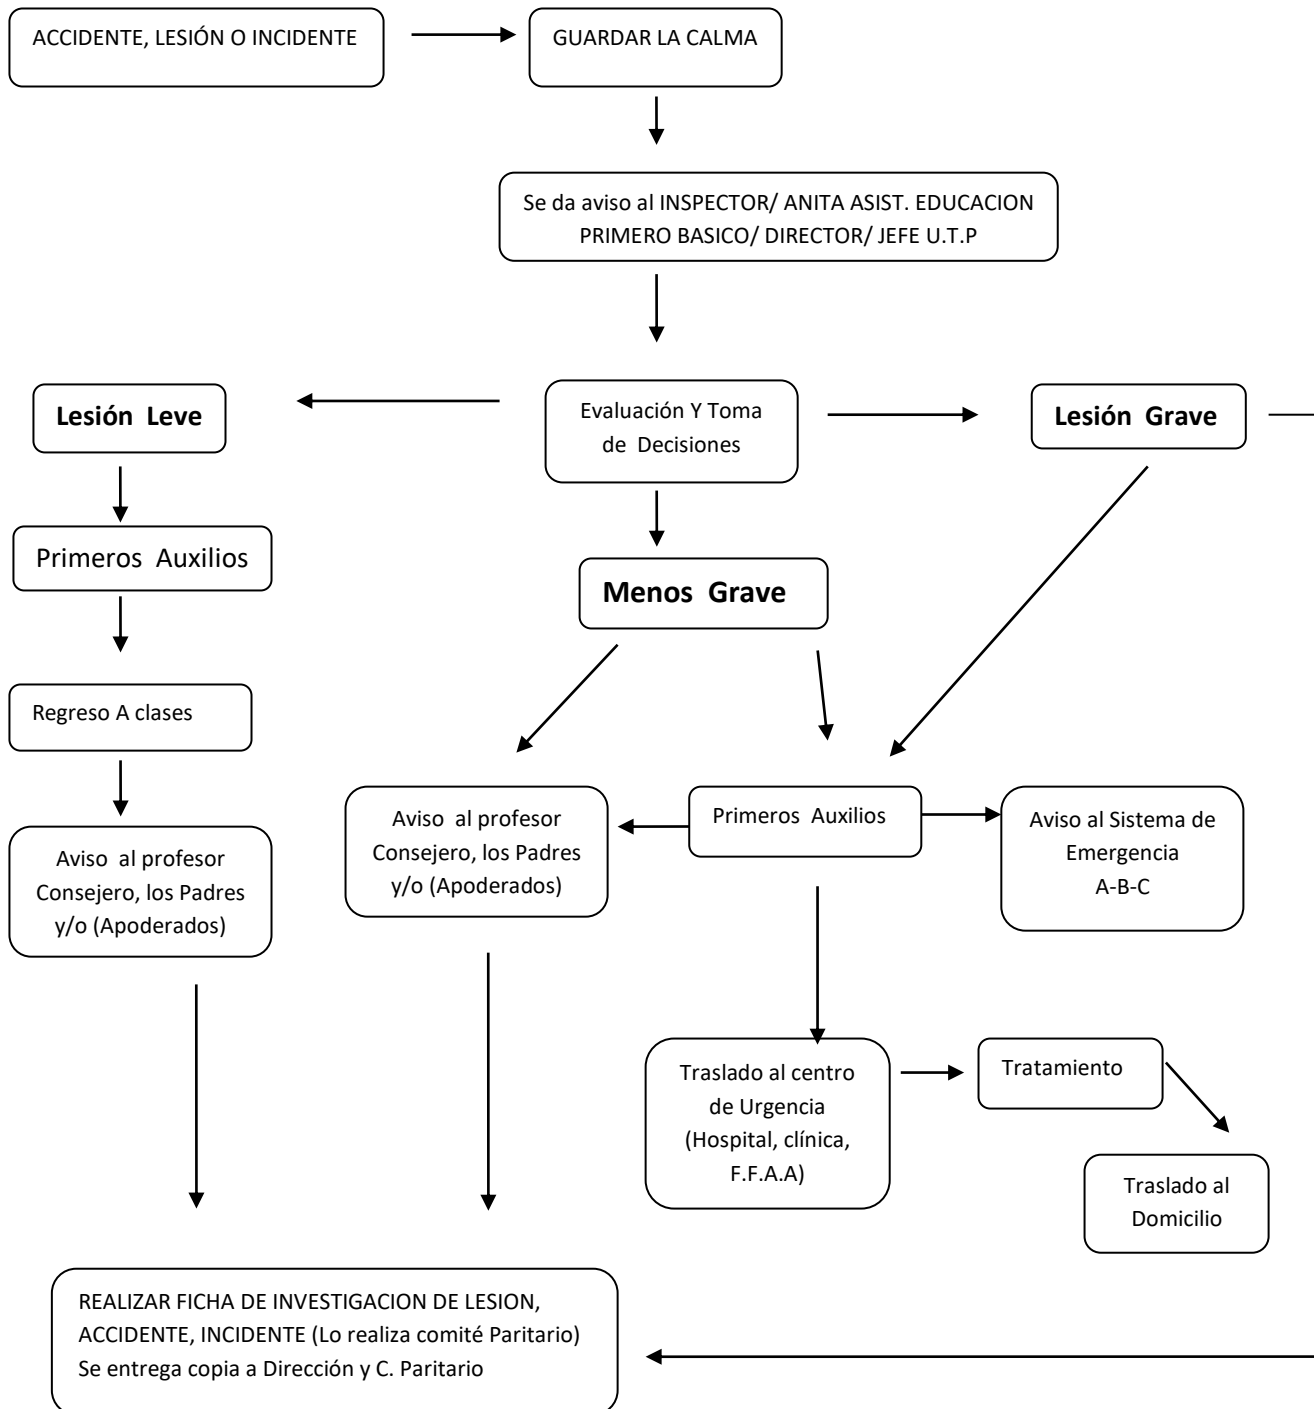 ACCIDENTE, LESIÓN O INCIDENTE
GUARDAR LA CALMA
Se da aviso al INSPECTOR/ ANITA ASIST. EDUCACION
PRIMERO BASICO/ DIRECTOR/ JEFE U.T.P
Lesión Leve
Evaluación Y Toma
de Decisiones
Lesión Grave
Primeros Auxilios
Menos Grave
Regreso A clases
Aviso al profesor
Consejero, los Padres
y/o (Apoderados)
Aviso al profesor
Consejero, los Padres
y/o (Apoderados)
Primeros Auxilios
Aviso al Sistema de
Emergencia
A-B-C
Traslado al centro
de Urgencia
(Hospital, clínica,
F.F.A.A)
Tratamiento
Traslado al
Domicilio
REALIZAR FICHA DE INVESTIGACION DE LESION,
ACCIDENTE, INCIDENTE (Lo realiza comité Paritario)
Se entrega copia a Dirección y C. Paritario